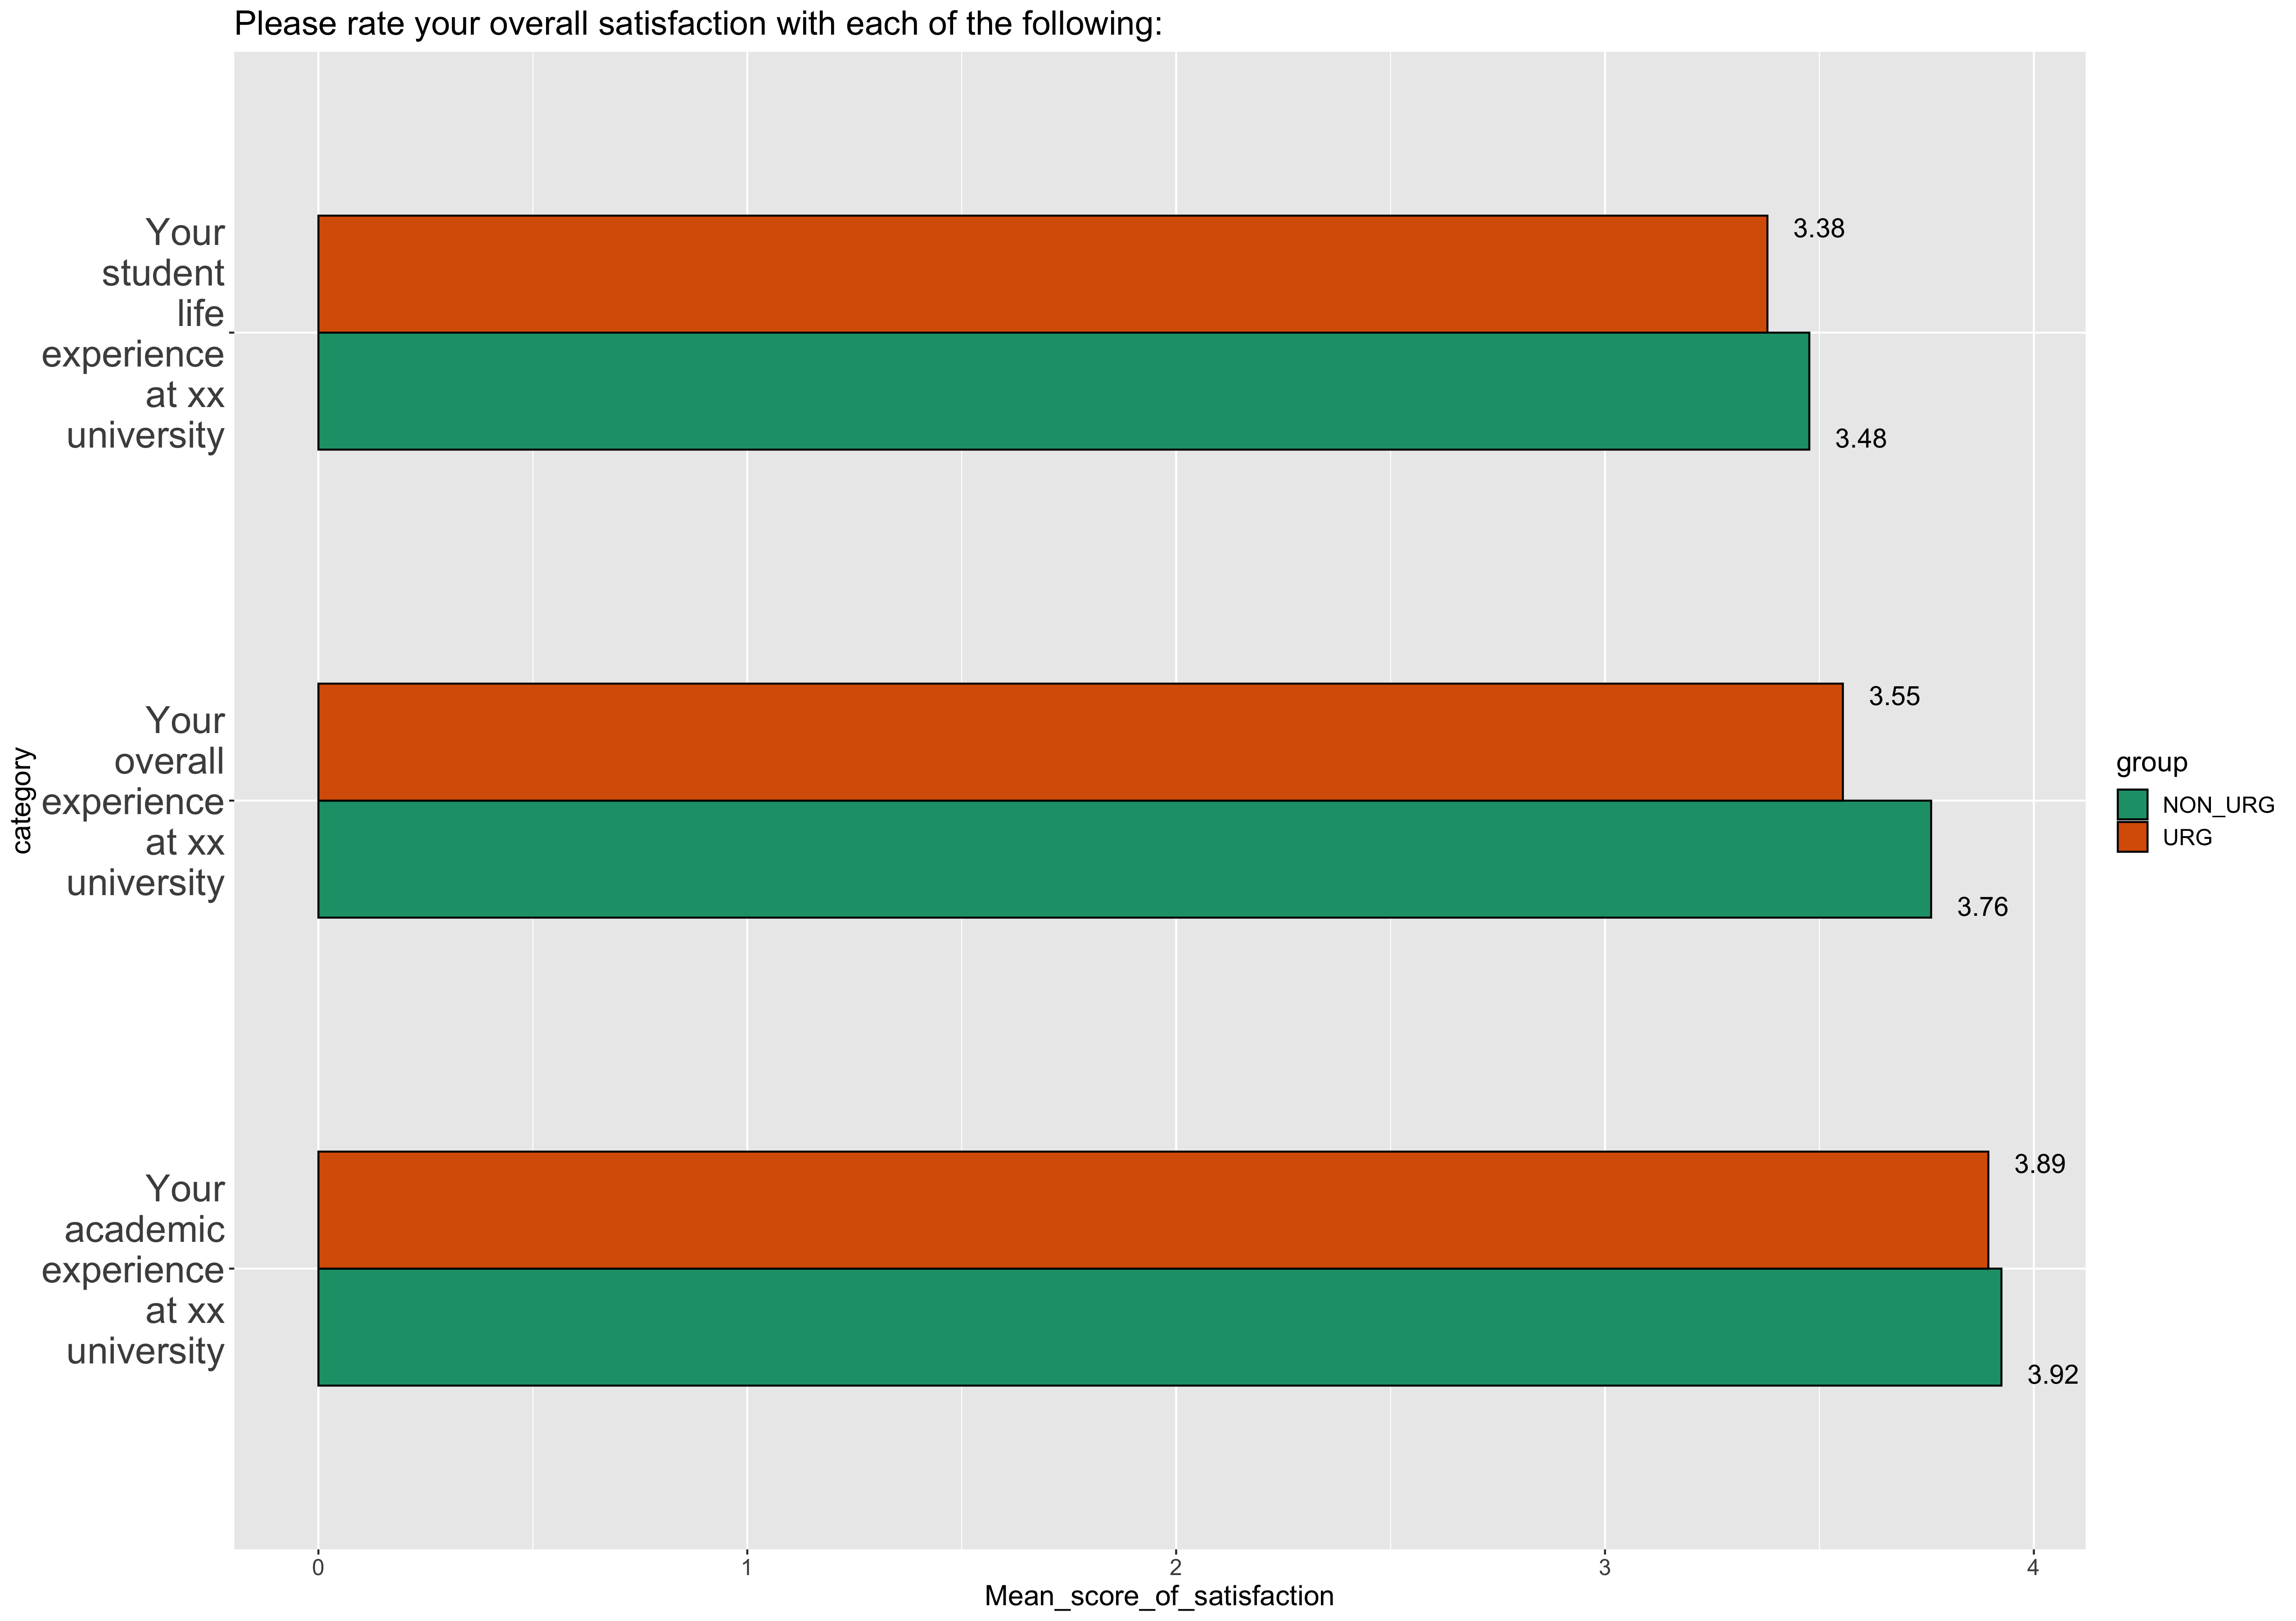 Please rate your overall satisfaction with each of the following:
Your
student
life
experience
at xx
university
3.38
3.48
Your
overall
experience
at xx
university
3.55
3.76
Your
academic
experience
at xx
university
3.89
3.92
category
group
NON_URG
URG
0 1 2 3 4
Mean_score_of_satisfaction